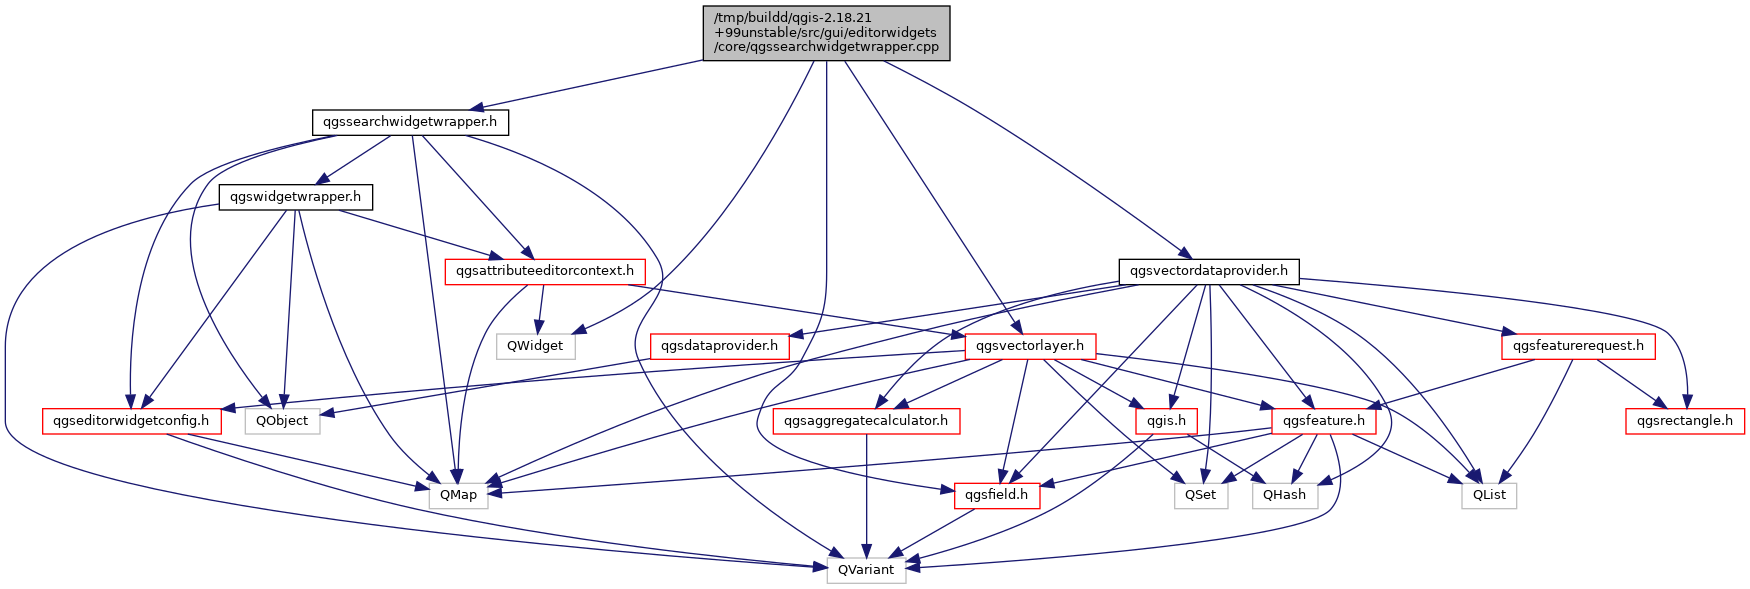 /tmp/buildd/qgis-2.18.21
+99unstable/src/gui/editorwidgets
/core/qgssearchwidgetwrapper.cpp
qgssearchwidgetwrapper.h
qgswidgetwrapper.h
qgsattributeeditorcontext.h
qgsvectordataprovider.h
QWidget
qgsdataprovider.h
qgsvectorlayer.h
qgsfeaturerequest.h
qgseditorwidgetconfig.h
QObject
qgsaggregatecalculator.h
qgis.h
qgsfeature.h
qgsrectangle.h
QMap
qgsfield.h
QSet
QHash
QList
QVariant